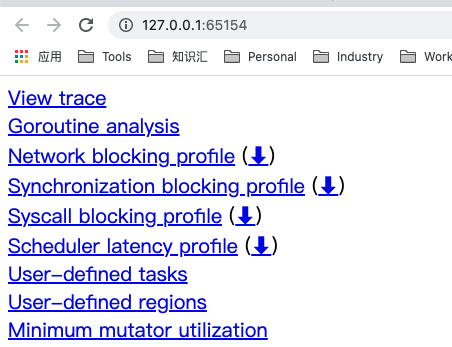 127.0.0.1:65154
应用 Tools 知识汇 Personal Industry Work
View trace
Goroutine analysis
Network blocking profile (⬇)
Synchronization blocking profile (⬇)
Syscall blocking profile (⬇)
Scheduler latency profile (⬇)
User-defined tasks
User-defined regions
Minimum mutator utilization